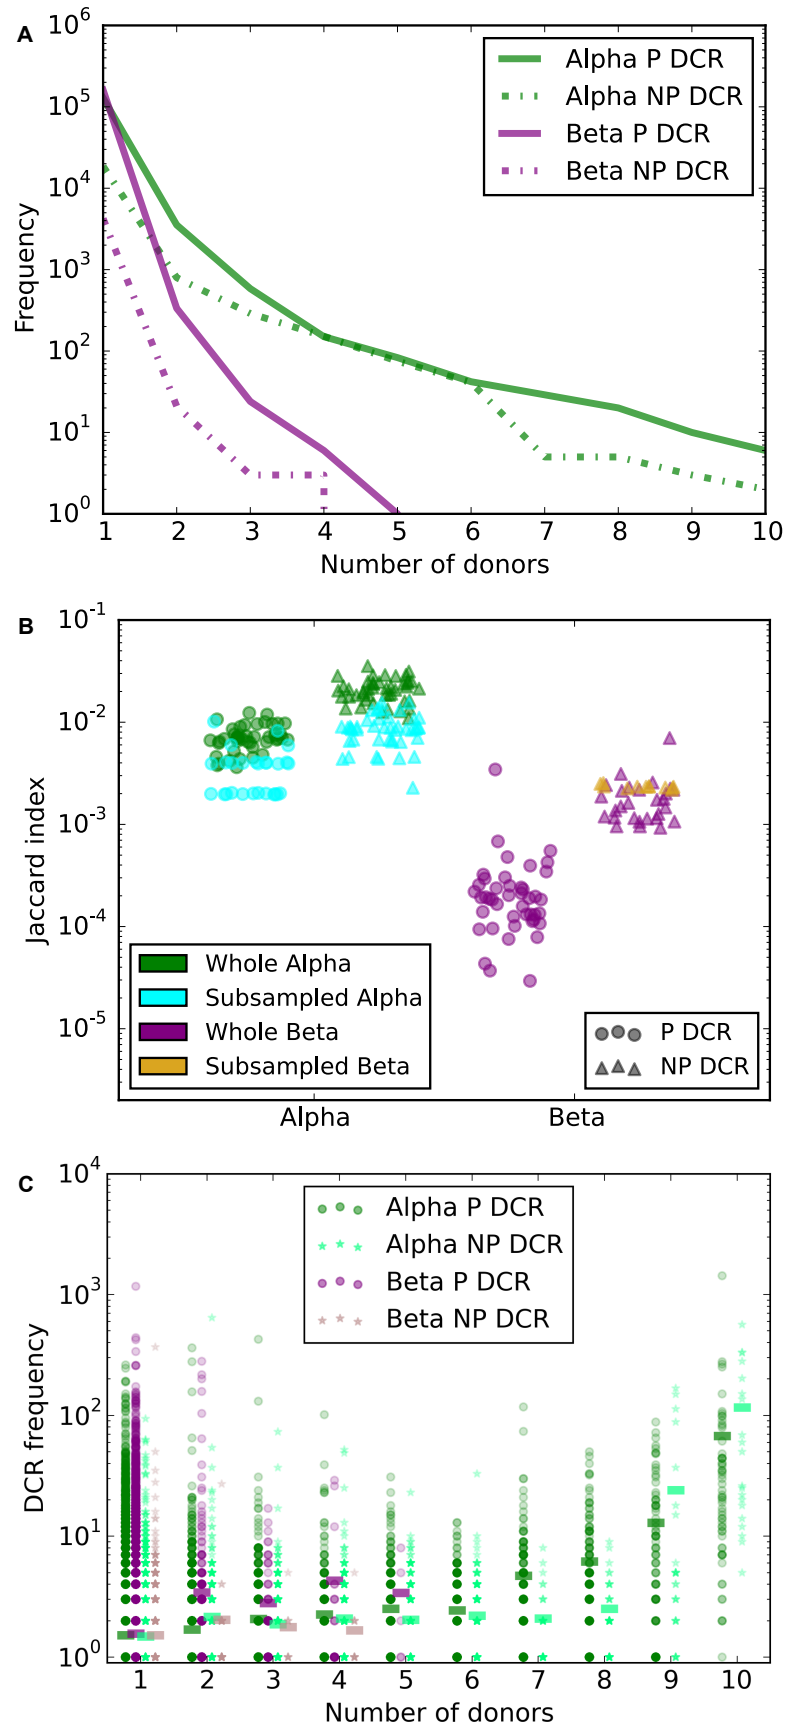 A
10^6
10^5
10^4
10^3
10^2
10^1
10^0
Frequency
Alpha P DCR
Alpha NP DCR
Beta P DCR
Beta NP DCR
1 2 3 4 5 6 7 8 9 10
Number of donors
B
10^-1
10^-2
10^-3
10^-4
10^-5
Jaccard index
Whole Alpha
Subsampled Alpha
Whole Beta
Subsampled Beta
P DCR
NP DCR
Alpha Beta
C
10^4
10^3
10^2
10^1
10^0
DCR frequency
Alpha P DCR
Alpha NP DCR
Beta P DCR
Beta NP DCR
1 2 3 4 5 6 7 8 9 10
Number of donors